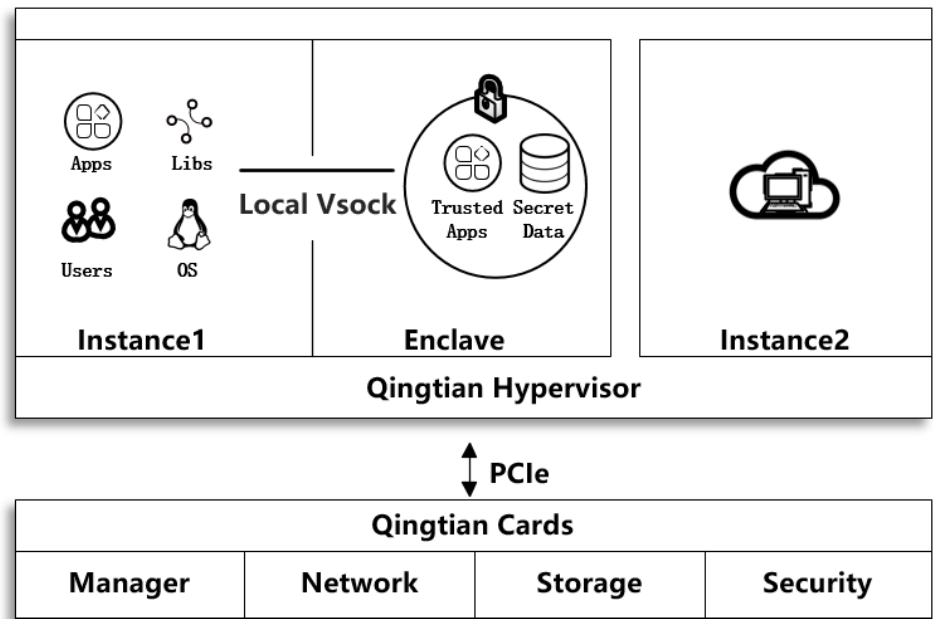 Apps
Libs
Users
OS
Local Vsock
Trusted
Apps
Secret
Data
Instance1
Enclave
Instance2
Qingtian Hypervisor
PCIe
Qingtian Cards
Manager
Network
Storage
Security